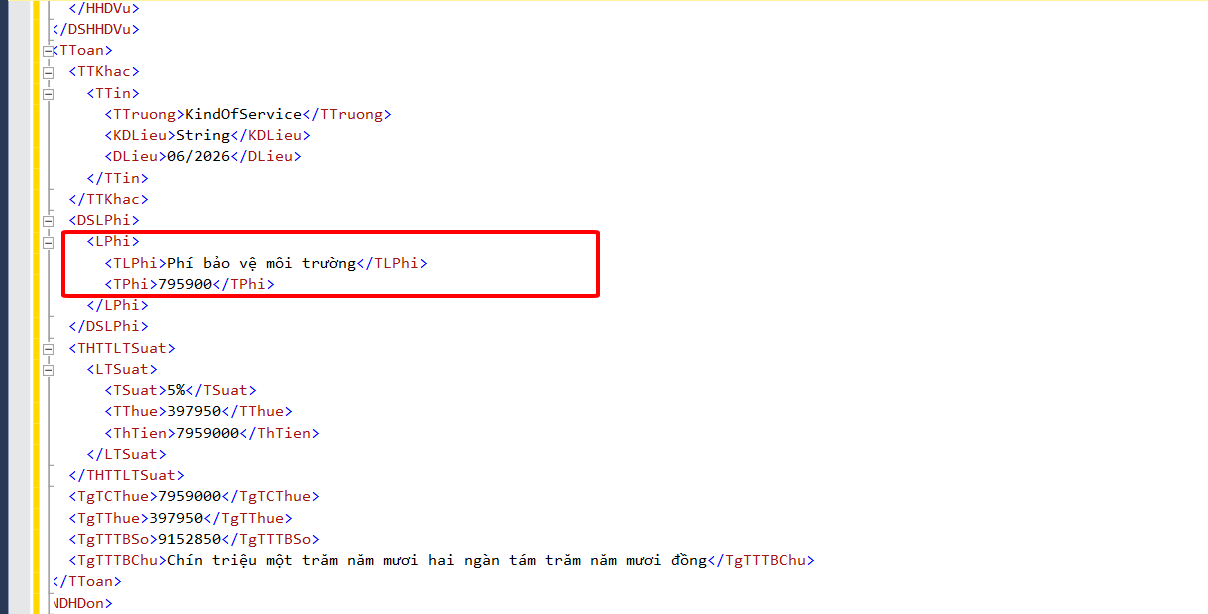 </HHDVu>
</DSHHDVu>
<TToan>
<TTKhac>
<TTin>
<TTruong>KindOfService</TTruong>
<KDLieu>String</KDLieu>
<DLieu>06/2026</DLieu>
</TTin>
</TTKhac>
<DSLPhi>
<LPhi>
<TLPhi>Phí bảo vệ môi trường</TLPhi>
<TPhi>795900</TPhi>
</LPhi>
</DSLPhi>
<THTTLTSuat>
<LTSuat>
<TSuat>5%</TSuat>
<TThue>397950</TThue>
<ThTien>7959000</ThTien>
</LTSuat>
</THTTLTSuat>
<TgTCThue>7959000</TgTCThue>
<TgTThue>397950</TgTThue>
<TgTTTBSo>9152850</TgTTTBSo>
<TgTTTBChu>Chín triệu một trăm năm mươi hai ngàn tám trăm năm mươi đồng</TgTTTBChu>
</TToan>
NDHDon>